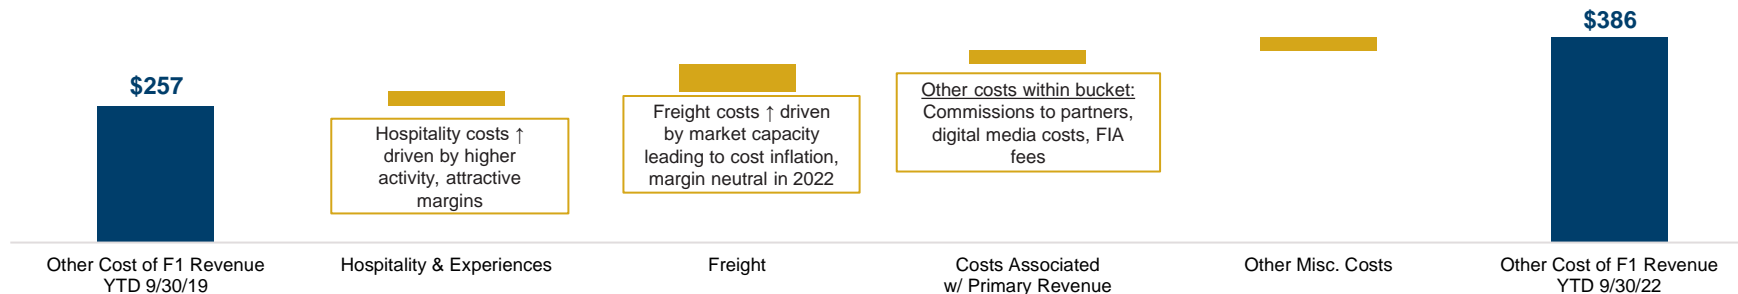 $257
Hospitality costs ↑
driven by higher
activity, attractive
margins
Freight costs ↑ driven
by market capacity
leading to cost inflation,
margin neutral in 2022
Other costs within bucket:
Commissions to partners,
digital media costs, FIA
fees
$386
Other Cost of F1 Revenue
YTD 9/30/19
Hospitality & Experiences
Freight
Costs Associated
w/ Primary Revenue
Other Misc. Costs
Other Cost of F1 Revenue
YTD 9/30/22